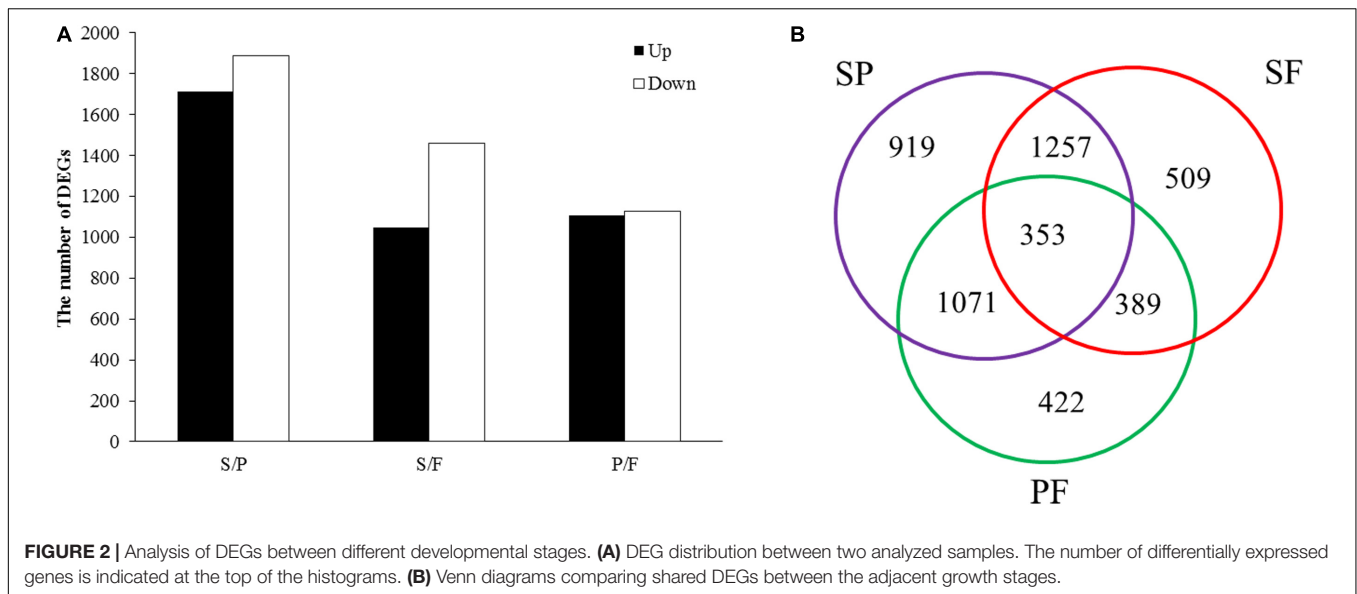 A
The number of DEGs
2000
1800
1600
1400
1200
1000
800
600
400
200
0
S/P
S/F
P/F
Up
Down
B
SP
SF
919
1257
509
353
1071
389
422
PF
FIGURE 2 | Analysis of DEGs between different developmental stages. (A) DEG distribution between two analyzed samples. The number of differentially expressed
genes is indicated at the top of the histograms. (B) Venn diagrams comparing shared DEGs between the adjacent growth stages.